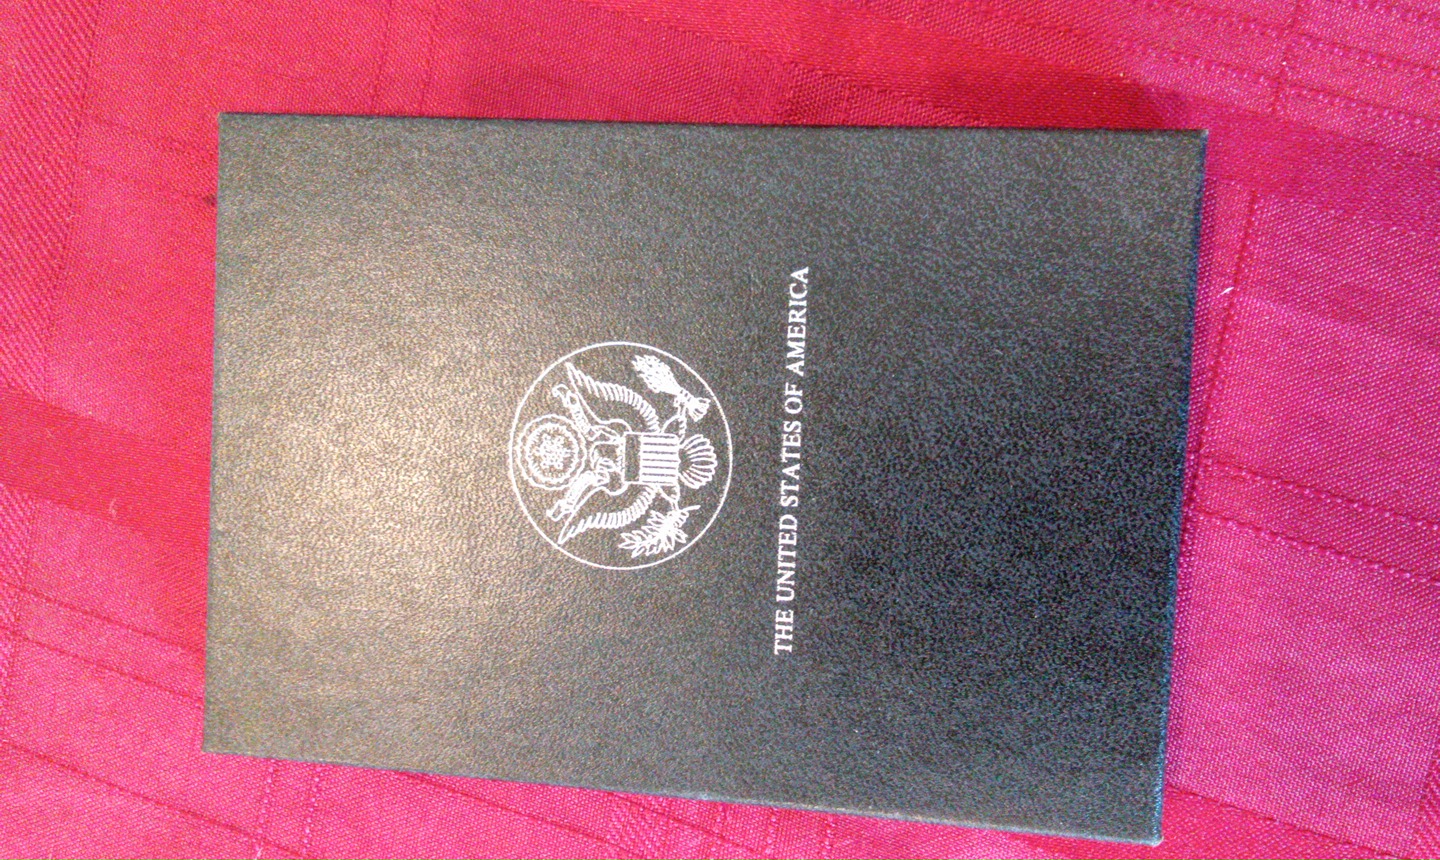 THE UNITED STATES OF AMERICA